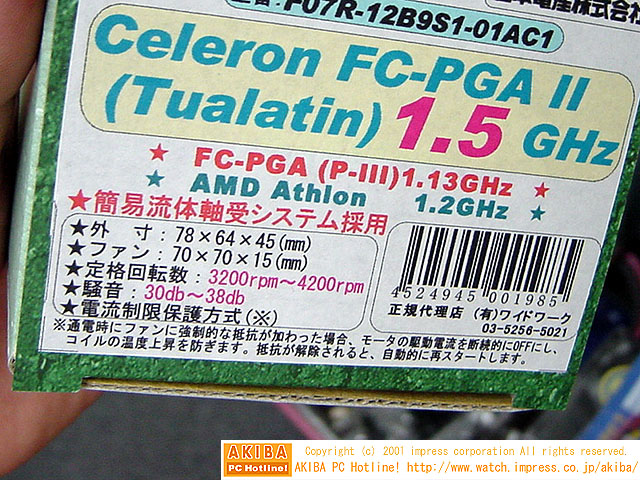 型番:F07R-12B9S1-01AC1
日本電産株式会
Celeron FC-PGA II
(Tualatin) 1.5 GHz
★ FC-PGA (P-III)1.13GHz ★
★ AMD Athlon 1.2GHz ★
★簡易流体軸受システム採用
★外 寸:78×64×45(mm)
★ファン:70×70×15(mm)
★定格回転数:3200rpm~4200rpm
★騒音:30db~38db
★電流制限保護方式(※)
4524945 001985
正規代理店 (有)ワイドワーク
03-5256-5021
※通電時にファンに強制的な抵抗が加わった場合、モータの駆動電流を断続的にOFFにし、
コイルの温度上昇を防ぎます。抵抗が解除されると、自動的に再スタートします。
AKIBA
PC Hotline!
Copyright (c) 2001 impress corporation All rights reserved.
AKIBA PC Hotline! http://www.watch.impress.co.jp/akiba/